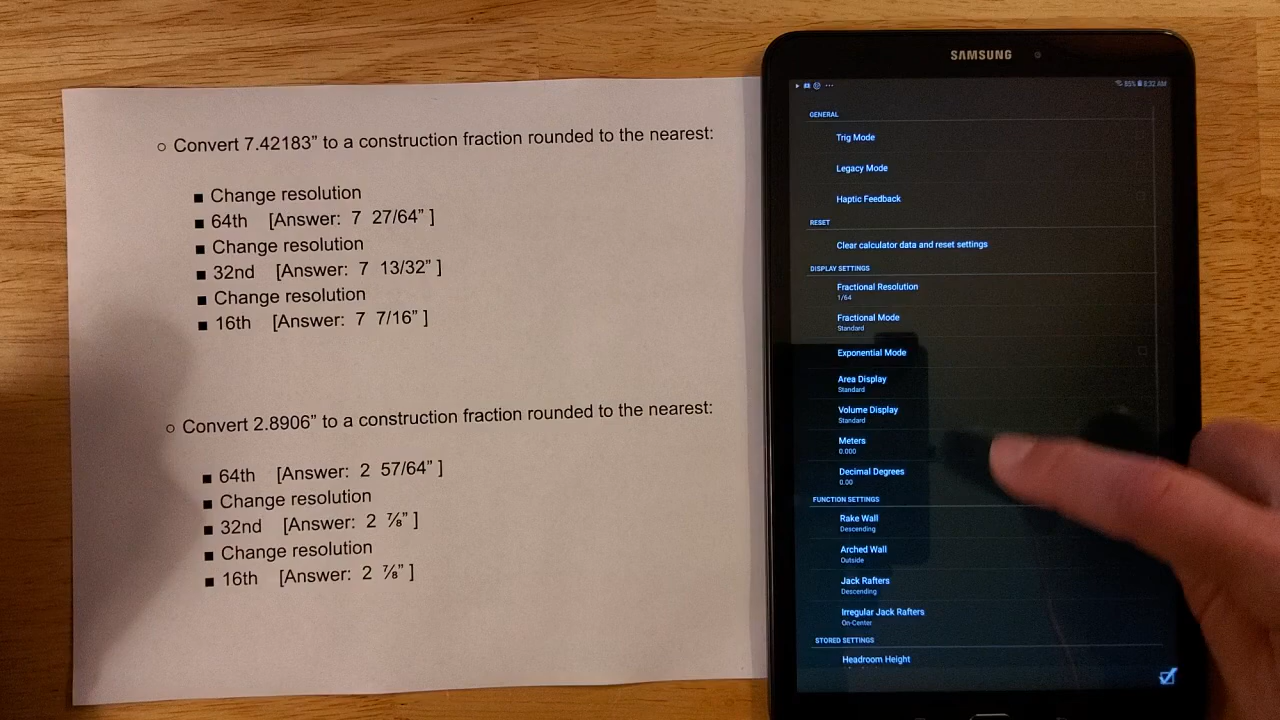 ○ Convert 7.42183” to a construction fraction rounded to the nearest:
■ Change resolution
■ 64th [Answer: 7 27/64” ]
■ Change resolution
■ 32nd [Answer: 7 13/32” ]
■ Change resolution
■ 16th [Answer: 7 7/16” ]
○ Convert 2.8906” to a construction fraction rounded to the nearest:
■ 64th [Answer: 2 57/64” ]
■ Change resolution
■ 32nd [Answer: 2 ⅞” ]
■ Change resolution
■ 16th [Answer: 2 ⅞” ]
SAMSUNG
85% 8:32 AM
GENERAL
Trig Mode
Legacy Mode
Haptic Feedback
RESET
Clear calculator data and reset settings
DISPLAY SETTINGS
Fractional Resolution
1/64
Fractional Mode
Standard
Exponential Mode
Area Display
Standard
Volume Display
Standard
Meters
0.000
Decimal Degrees
0.00
FUNCTION SETTINGS
Rake Wall
Descending
Arched Wall
Outside
Jack Rafters
Descending
Irregular Jack Rafters
On-Center
STORED SETTINGS
Headroom Height